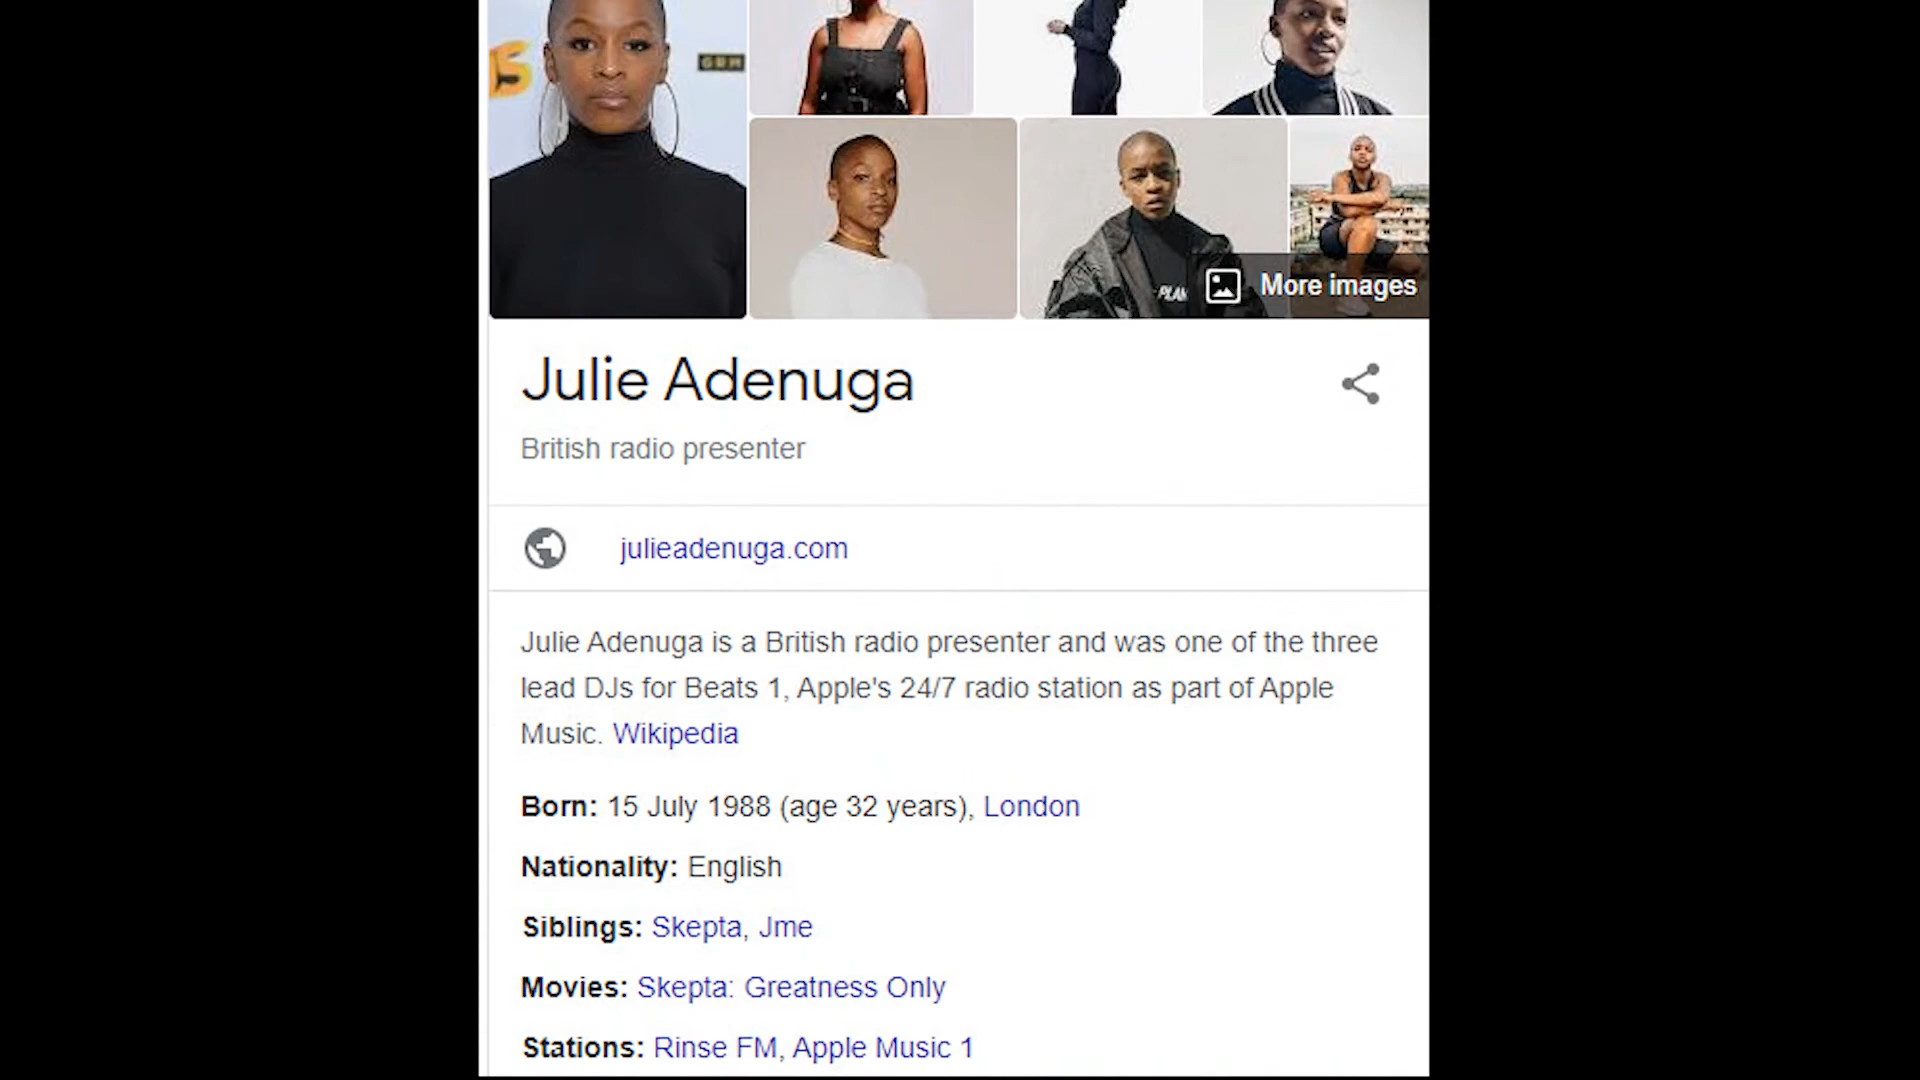 S
GRM
PLAN
More images
Julie Adenuga
British radio presenter
julieadenuga.com
Julie Adenuga is a British radio presenter and was one of the three
lead DJs for Beats 1, Apple's 24/7 radio station as part of Apple
Music. Wikipedia
Born: 15 July 1988 (age 32 years), London
Nationality: English
Siblings: Skepta, Jme
Movies: Skepta: Greatness Only
Stations: Rinse FM, Apple Music 1